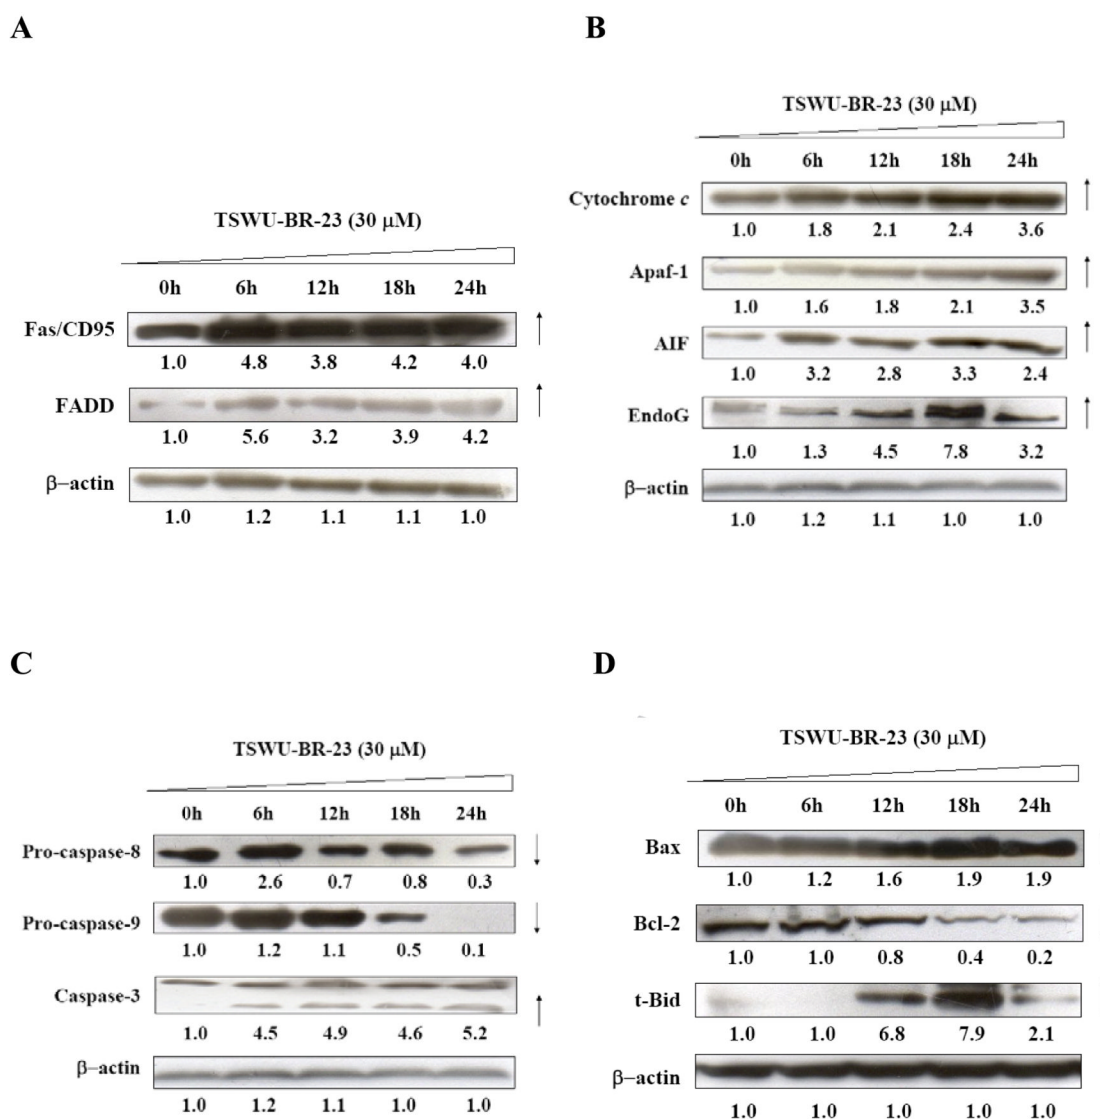 A
TSWU-BR-23 (30 μM)
0h 6h 12h 18h 24h
Fas/CD95
1.0 4.8 3.8 4.2 4.0
FADD
1.0 5.6 3.2 3.9 4.2
β−actin
1.0 1.2 1.1 1.1 1.0
B
TSWU-BR-23 (30 μM)
0h 6h 12h 18h 24h
Cytochrome c
1.0 1.8 2.1 2.4 3.6
Apaf-1
1.0 1.6 1.8 2.1 3.5
AIF
1.0 3.2 2.8 3.3 2.4
EndoG
1.0 1.3 4.5 7.8 3.2
β−actin
1.0 1.2 1.1 1.0 1.0
C
TSWU-BR-23 (30 μM)
0h 6h 12h 18h 24h
Pro-caspase-8
1.0 2.6 0.7 0.8 0.3
Pro-caspase-9
1.0 1.2 1.1 0.5 0.1
Caspase-3
1.0 4.5 4.9 4.6 5.2
β−actin
1.0 1.2 1.1 1.0 1.0
D
TSWU-BR-23 (30 μM)
0h 6h 12h 18h 24h
Bax
1.0 1.2 1.6 1.9 1.9
Bcl-2
1.0 1.0 0.8 0.4 0.2
t-Bid
1.0 1.0 6.8 7.9 2.1
β−actin
1.0 1.0 1.0 1.0 1.0